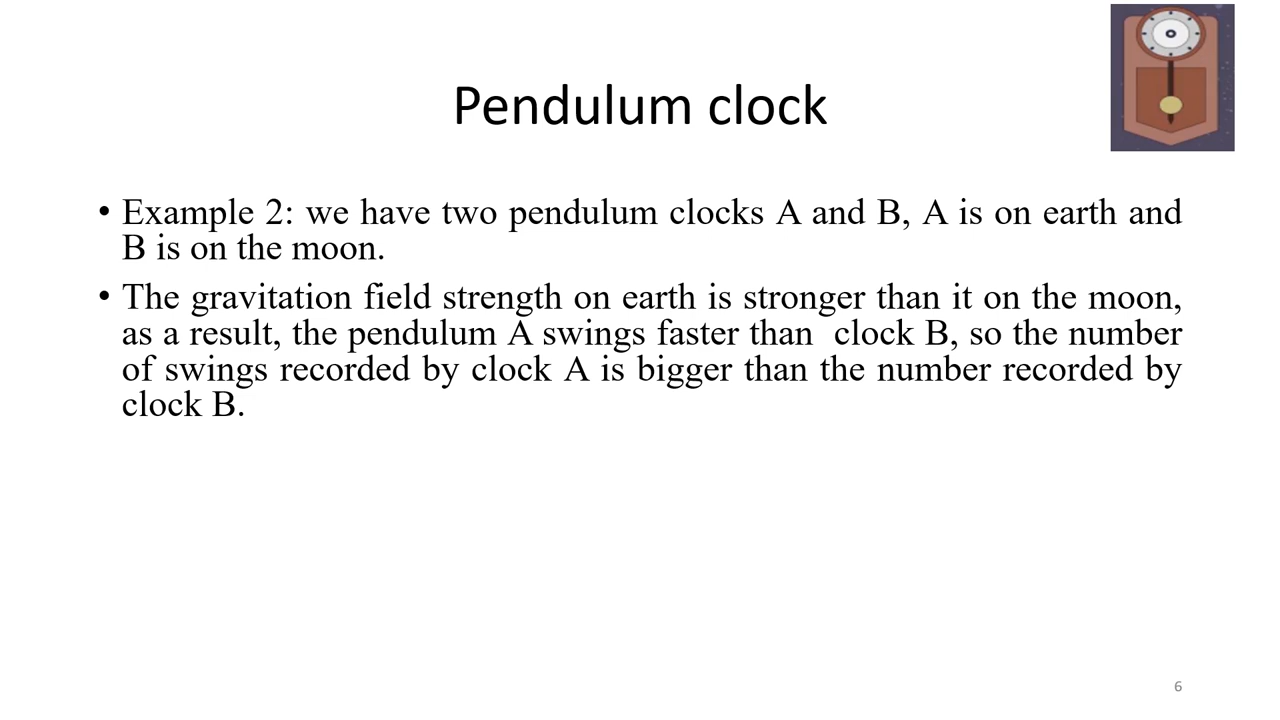 Pendulum clock
• Example 2: we have two pendulum clocks A and B, A is on earth and
B is on the moon.
• The gravitation field strength on earth is stronger than it on the moon,
as a result, the pendulum A swings faster than  clock B, so the number
of swings recorded by clock A is bigger than the number recorded by
clock B.
6